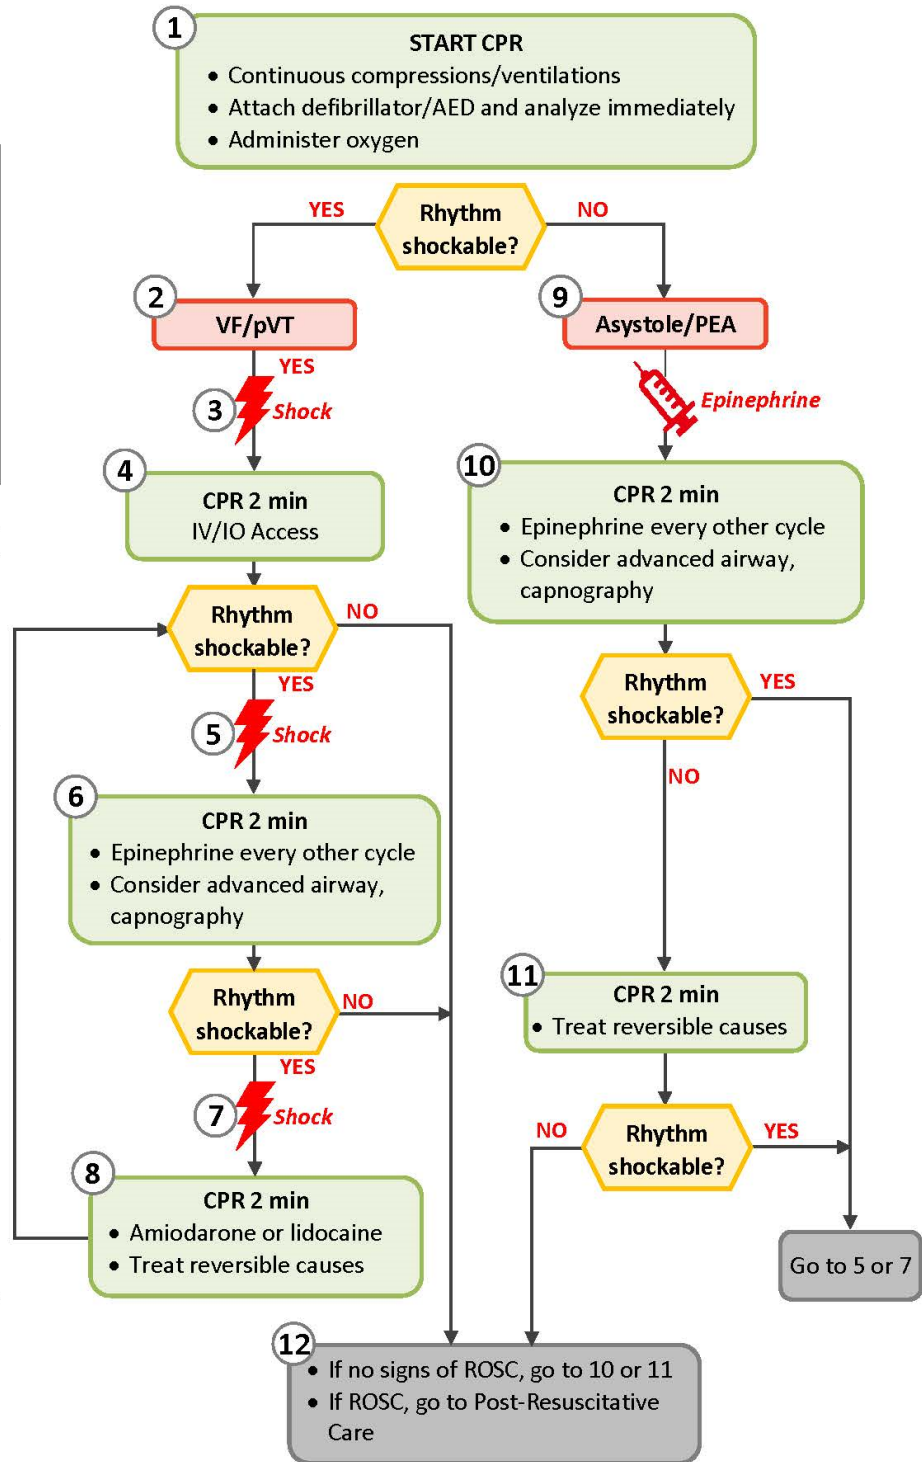 1
START CPR
• Continuous compressions/ventilations
• Attach defibrillator/AED and analyze immediately
• Administer oxygen
YES
Rhythm
shockable?
NO
2
VF/pVT
YES
3
Shock
4
CPR 2 min
IV/IO Access
Rhythm
shockable?
NO
YES
5
Shock
6
CPR 2 min
• Epinephrine every other cycle
• Consider advanced airway,
capnography
Rhythm
shockable?
NO
YES
7
Shock
8
CPR 2 min
• Amiodarone or lidocaine
• Treat reversible causes
9
Asystole/PEA
Epinephrine
10
CPR 2 min
• Epinephrine every other cycle
• Consider advanced airway,
capnography
Rhythm
shockable?
YES
NO
11
CPR 2 min
• Treat reversible causes
NO
Rhythm
shockable?
YES
Go to 5 or 7
12
• If no signs of ROSC, go to 10 or 11
• If ROSC, go to Post-Resuscitative
Care